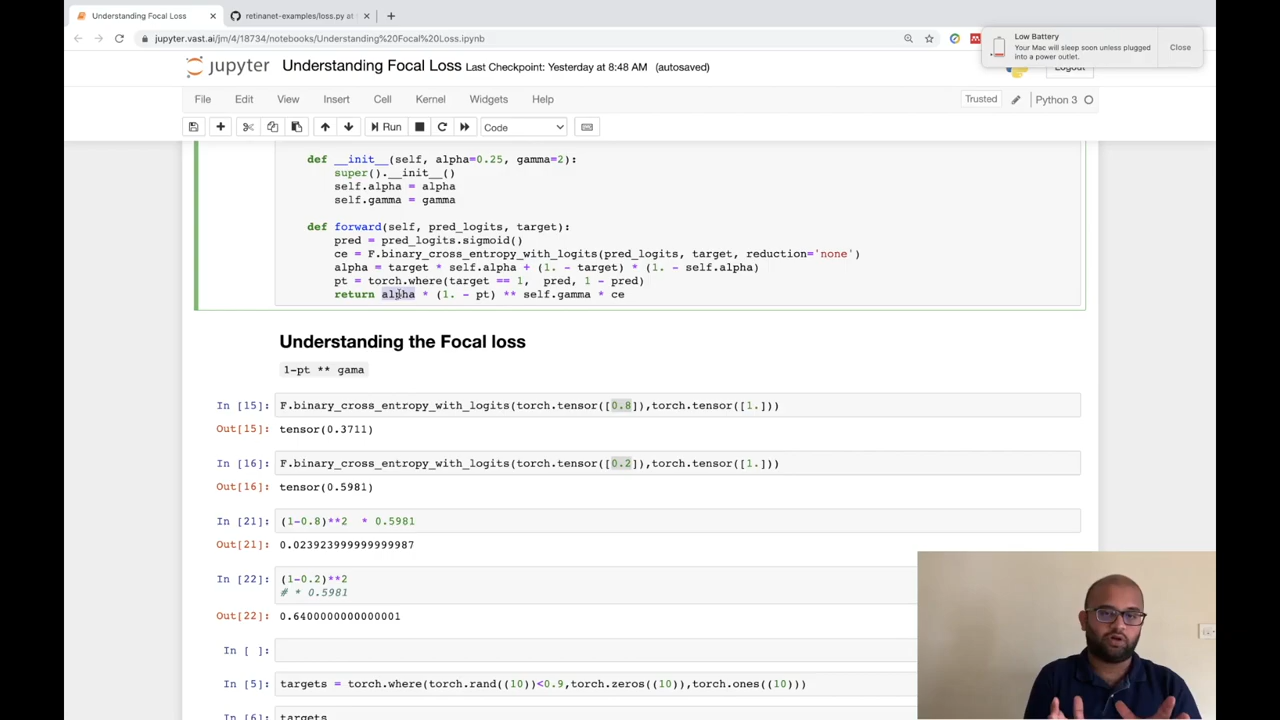 Understanding Focal Loss
retinanet-examples/loss.py at
jupyter.vast.ai/jm/4/18734/notebooks/Understanding%20Focal%20Loss.ipynb
Low Battery
Your Mac will sleep soon unless plugged
into a power outlet.
Close
jupyter Understanding Focal Loss Last Checkpoint: Yesterday at 8:48 AM (autosaved)
Logout
File Edit View Insert Cell Kernel Widgets Help
Trusted Python 3
Run Code
def __init__(self, alpha=0.25, gamma=2):
super().__init__()
self.alpha = alpha
self.gamma = gamma
def forward(self, pred_logits, target):
pred = pred_logits.sigmoid()
ce = F.binary_cross_entropy_with_logits(pred_logits, target, reduction='none')
alpha = target * self.alpha + (1. - target) * (1. - self.alpha)
pt = torch.where(target == 1,  pred, 1 - pred)
return alpha * (1. - pt) ** self.gamma * ce
Understanding the Focal loss
1-pt ** gama
In [15]: F.binary_cross_entropy_with_logits(torch.tensor([0.8]),torch.tensor([1.]))
Out[15]: tensor(0.3711)
In [16]: F.binary_cross_entropy_with_logits(torch.tensor([0.2]),torch.tensor([1.]))
Out[16]: tensor(0.5981)
In [21]: (1-0.8)**2  * 0.5981
Out[21]: 0.023923999999999987
In [22]: (1-0.2)**2
# * 0.5981
Out[22]: 0.6400000000000001
In [ ]:
In [5]: targets = torch.where(torch.rand((10))<0.9,torch.zeros((10)),torch.ones((10)))
In [6]: targets